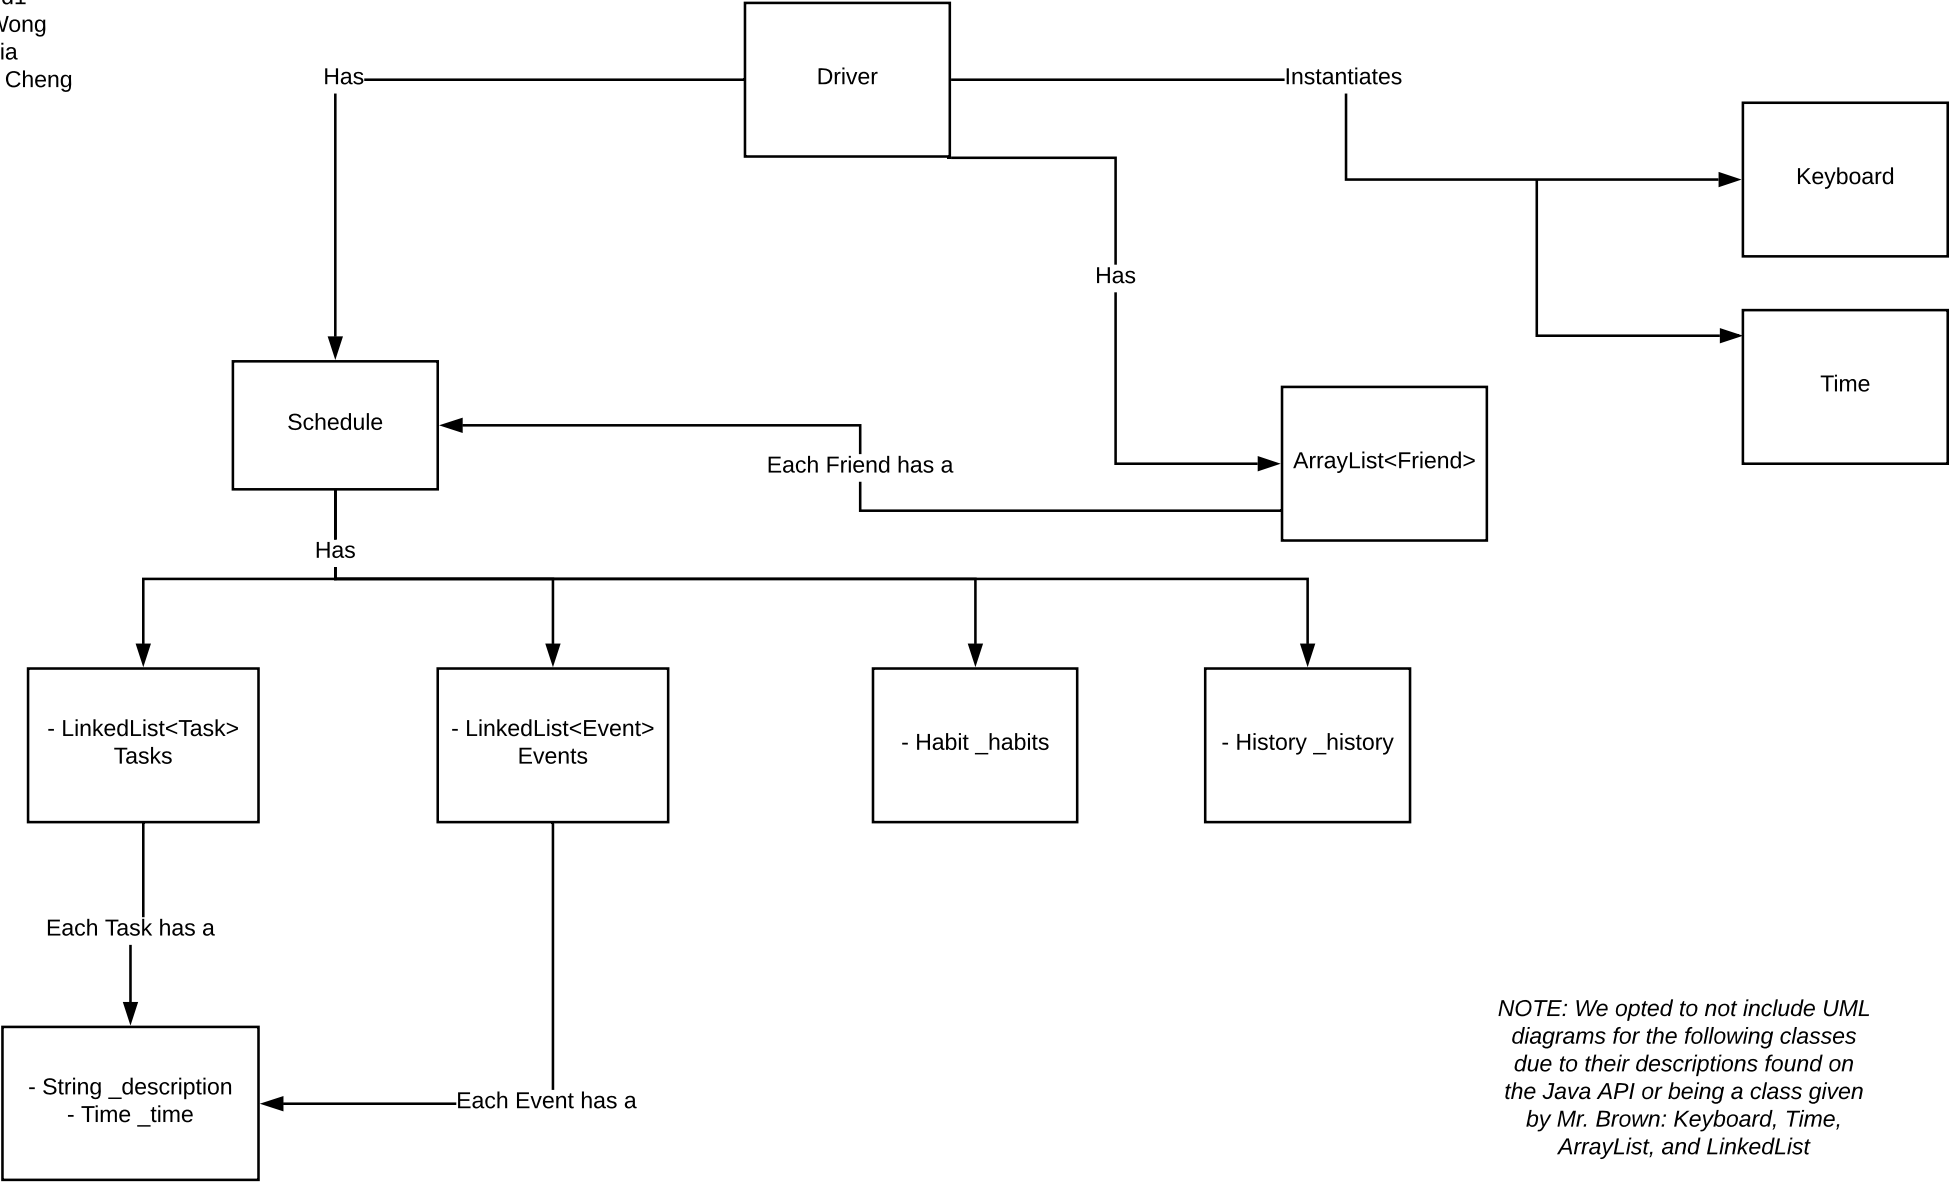 Wong
Cheng
Driver
Has
Instantiates
Keyboard
Has
Time
Schedule
ArrayList<Friend>
Each Friend has a
Has
- LinkedList<Task>
Tasks
- LinkedList<Event>
Events
- Habit _habits
- History _history
Each Task has a
- String _description
- Time _time
Each Event has a
NOTE: We opted to not include UML
diagrams for the following classes
due to their descriptions found on
the Java API or being a class given
by Mr. Brown: Keyboard, Time,
ArrayList, and LinkedList